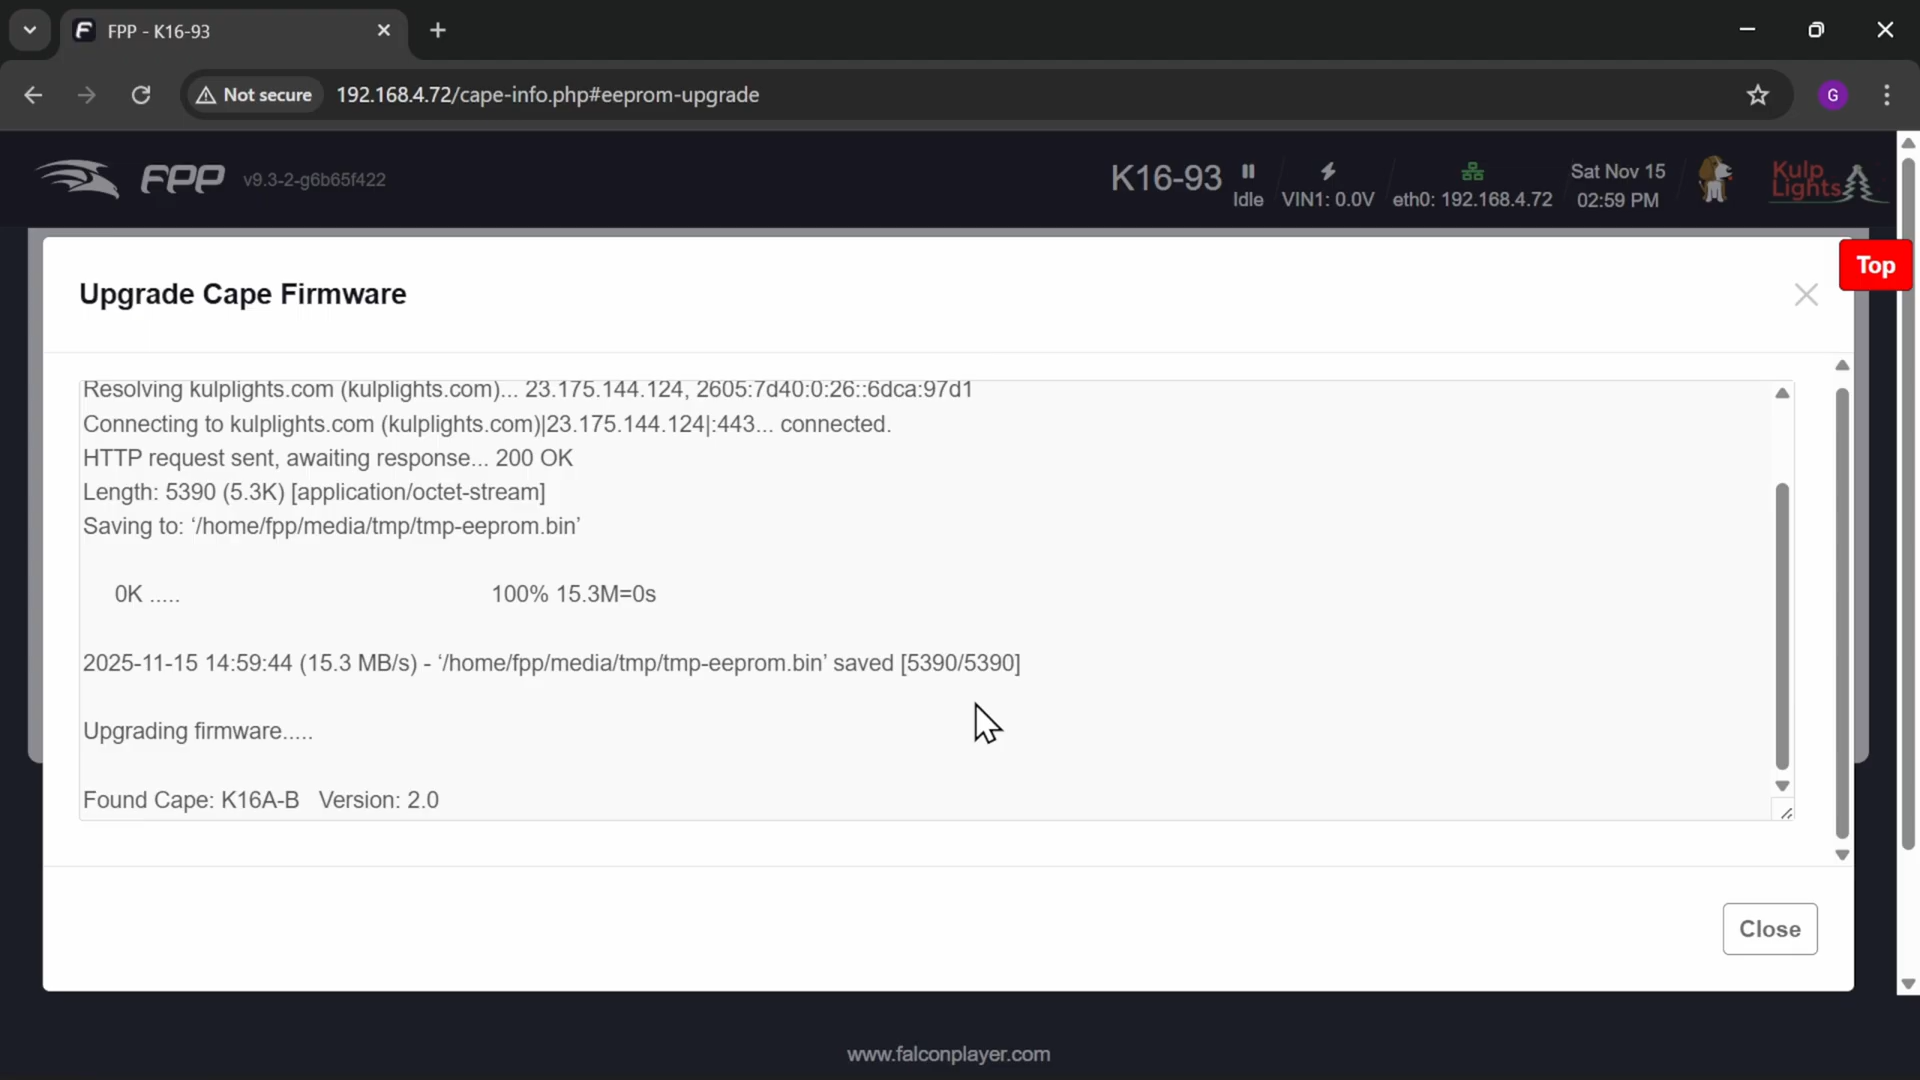 FPP - K16-93
Not secure
192.168.4.72/cape-info.php#eeprom-upgrade
G
FPP
v9.3-2-g6b65f422
K16-93
Idle
VIN1: 0.0V
eth0: 192.168.4.72
Sat Nov 15
02:59 PM
Kulp
Lights
Top
Upgrade Cape Firmware
Resolving kulplights.com (kulplights.com)... 23.175.144.124, 2605:7d40:0:26::6dca:97d1
Connecting to kulplights.com (kulplights.com)|23.175.144.124|:443... connected.
HTTP request sent, awaiting response... 200 OK
Length: 5390 (5.3K) [application/octet-stream]
Saving to: ‘/home/fpp/media/tmp/tmp-eeprom.bin’
0K ..... 100% 15.3M=0s
2025-11-15 14:59:44 (15.3 MB/s) - ‘/home/fpp/media/tmp/tmp-eeprom.bin’ saved [5390/5390]
Upgrading firmware.....
Found Cape: K16A-B Version: 2.0
Close
www.falconplayer.com